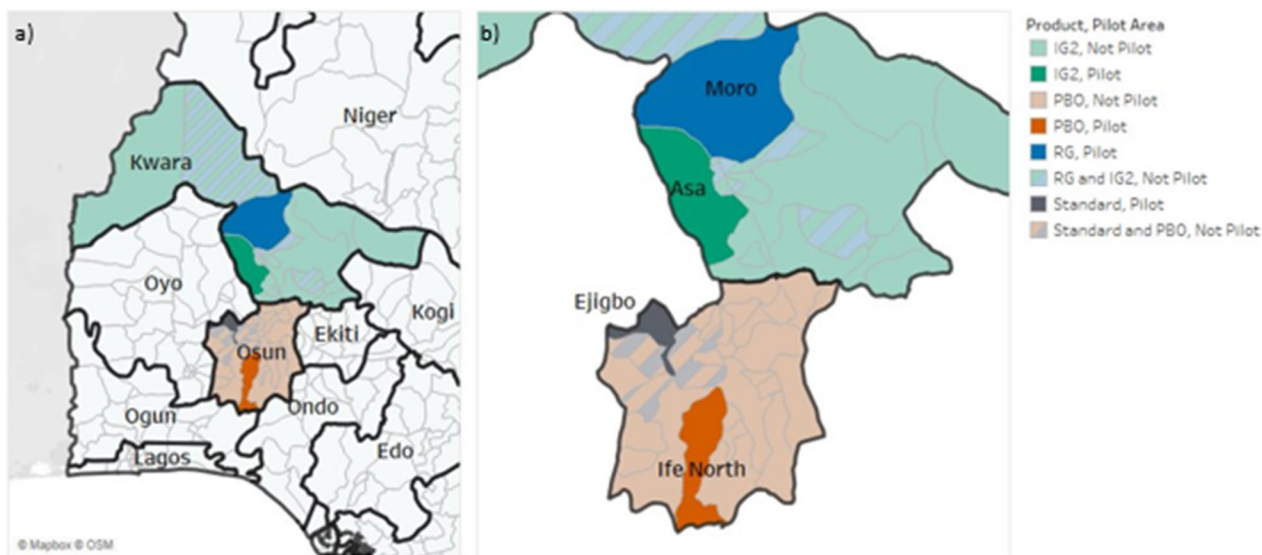 a)
Niger
Kwara
Oyo
Kogi
Ekiti
Osun
Ogun
Ondo
Edo
Lagos
© Mapbox © OSM
b)
Moro
Asa
Ejigbo
Ife North
Product, Pilot Area
IG2, Not Pilot
IG2, Pilot
PBO, Not Pilot
PBO, Pilot
RG, Pilot
RG and IG2, Not Pilot
Standard, Pilot
Standard and PBO, Not Pilot